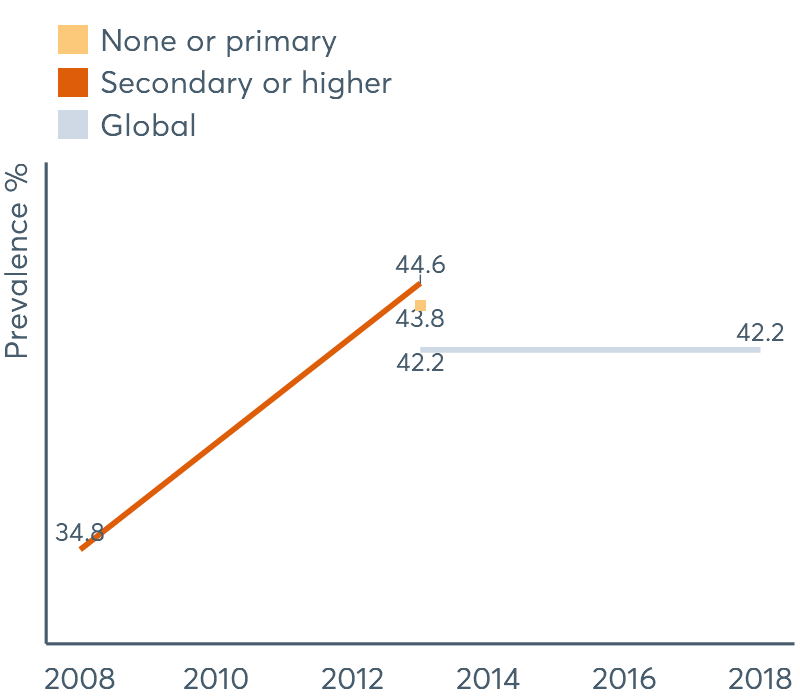 None or primary
Secondary or higher
Global
Prevalence %
44.6
43.8
42.2
42.2
34.8
2008 2010 2012 2014 2016 2018